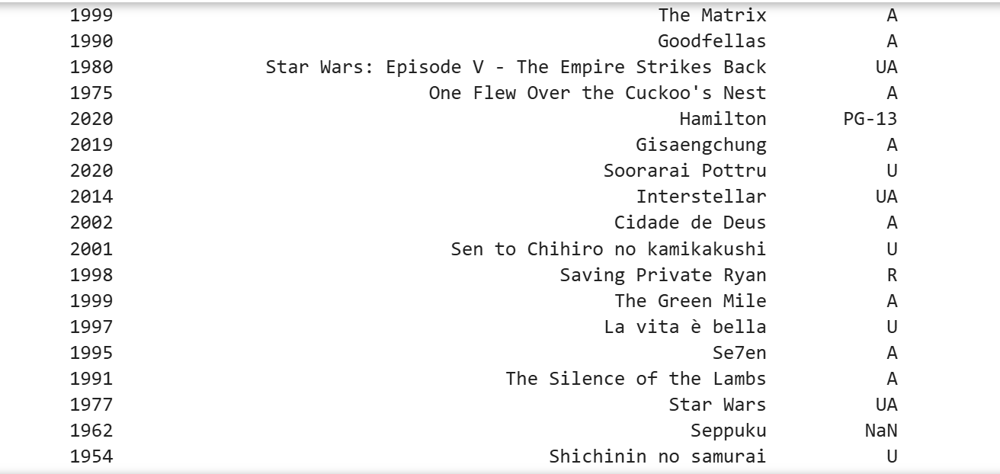 1999 The Matrix A
1990 Goodfellas A
1980 Star Wars: Episode V - The Empire Strikes Back UA
1975 One Flew Over the Cuckoo's Nest A
2020 Hamilton PG-13
2019 Gisaengchung A
2020 Soorarai Pottru U
2014 Interstellar UA
2002 Cidade de Deus A
2001 Sen to Chihiro no kamikakushi U
1998 Saving Private Ryan R
1999 The Green Mile A
1997 La vita è bella U
1995 Se7en A
1991 The Silence of the Lambs A
1977 Star Wars UA
1962 Seppuku NaN
1954 Shichinin no samurai U